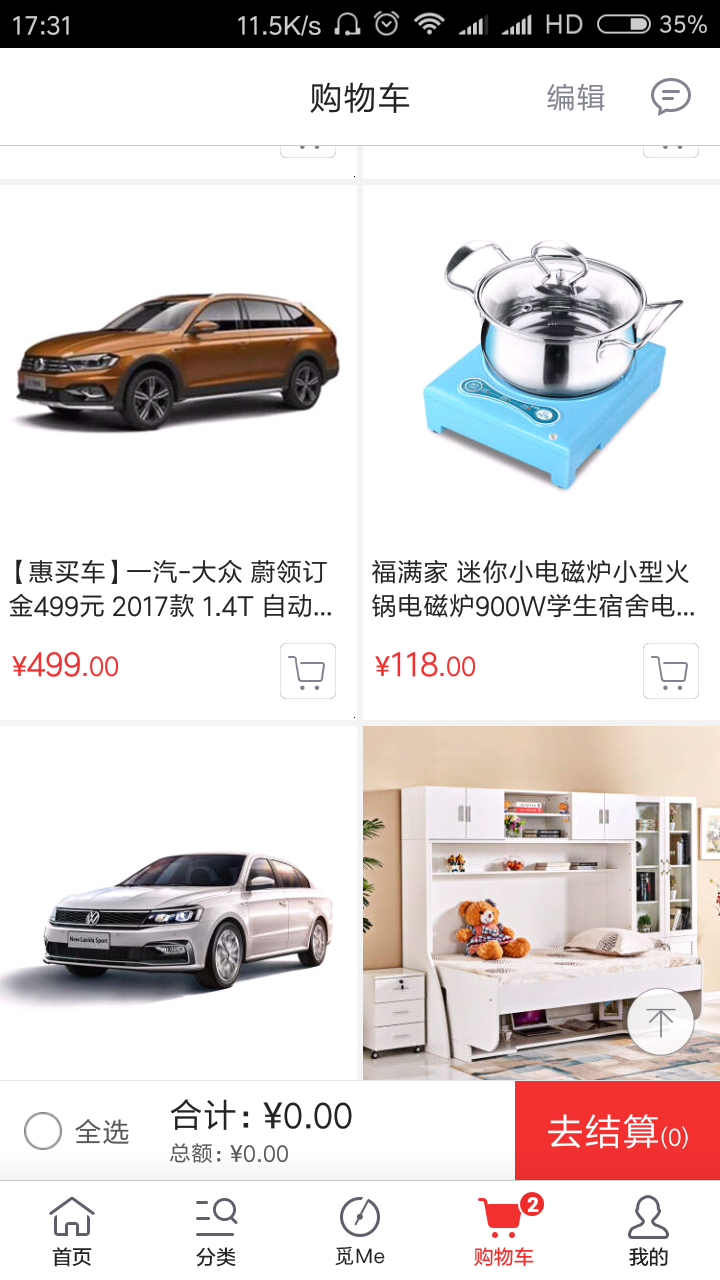 17:31
11.5K/s
HD
35%
购物车
编辑
【惠买车】一汽-大众 蔚领订
金499元 2017款 1.4T 自动...
¥499.00
福满家 迷你小电磁炉小型火
锅电磁炉900W学生宿舍电...
¥118.00
New Lavida Sport
全选
合计：¥0.00
总额：¥0.00
去结算(0)
首页
分类
觅Me
2
购物车
我的